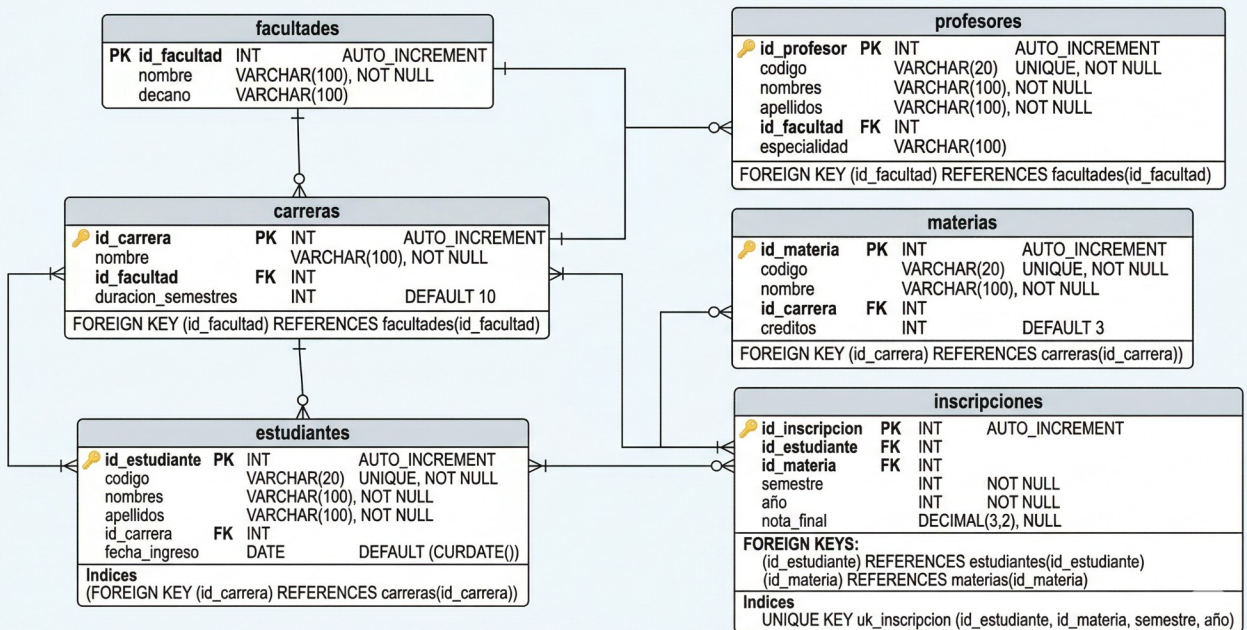 facultades
PK id_facultad INT AUTO_INCREMENT
nombre VARCHAR(100), NOT NULL
decano VARCHAR(100)
profesores
id_profesor PK INT AUTO_INCREMENT
codigo VARCHAR(20) UNIQUE, NOT NULL
nombres VARCHAR(100), NOT NULL
apellidos VARCHAR(100), NOT NULL
id_facultad FK INT
especialidad VARCHAR(100)
FOREIGN KEY (id_facultad) REFERENCES facultades(id_facultad)
carreras
id_carrera PK INT AUTO_INCREMENT
nombre VARCHAR(100), NOT NULL
id_facultad FK INT
duracion_semestres INT DEFAULT 10
FOREIGN KEY (id_facultad) REFERENCES facultades(id_facultad)
materias
id_materia PK INT AUTO_INCREMENT
codigo VARCHAR(20) UNIQUE, NOT NULL
nombre VARCHAR(100), NOT NULL
id_carrera FK INT
creditos INT DEFAULT 3
FOREIGN KEY (id_carrera) REFERENCES carreras(id_carrera))
estudiantes
id_estudiante PK INT AUTO_INCREMENT
codigo VARCHAR(20) UNIQUE, NOT NULL
nombres VARCHAR(100), NOT NULL
apellidos VARCHAR(100), NOT NULL
id_carrera FK INT
fecha_ingreso DATE DEFAULT (CURDATE())
Indices
(FOREIGN KEY (id_carrera) REFERENCES carreras(id_carrera))
inscripciones
id_inscripcion PK INT AUTO_INCREMENT
id_estudiante FK INT
id_materia FK INT
semestre INT NOT NULL
año INT NOT NULL
nota_final DECIMAL(3,2), NULL
FOREIGN KEYS:
(id_estudiante) REFERENCES estudiantes(id_estudiante)
(id_materia) REFERENCES materias(id_materia)
Indices
UNIQUE KEY uk_inscripcion (id_estudiante, id_materia, semestre, año)